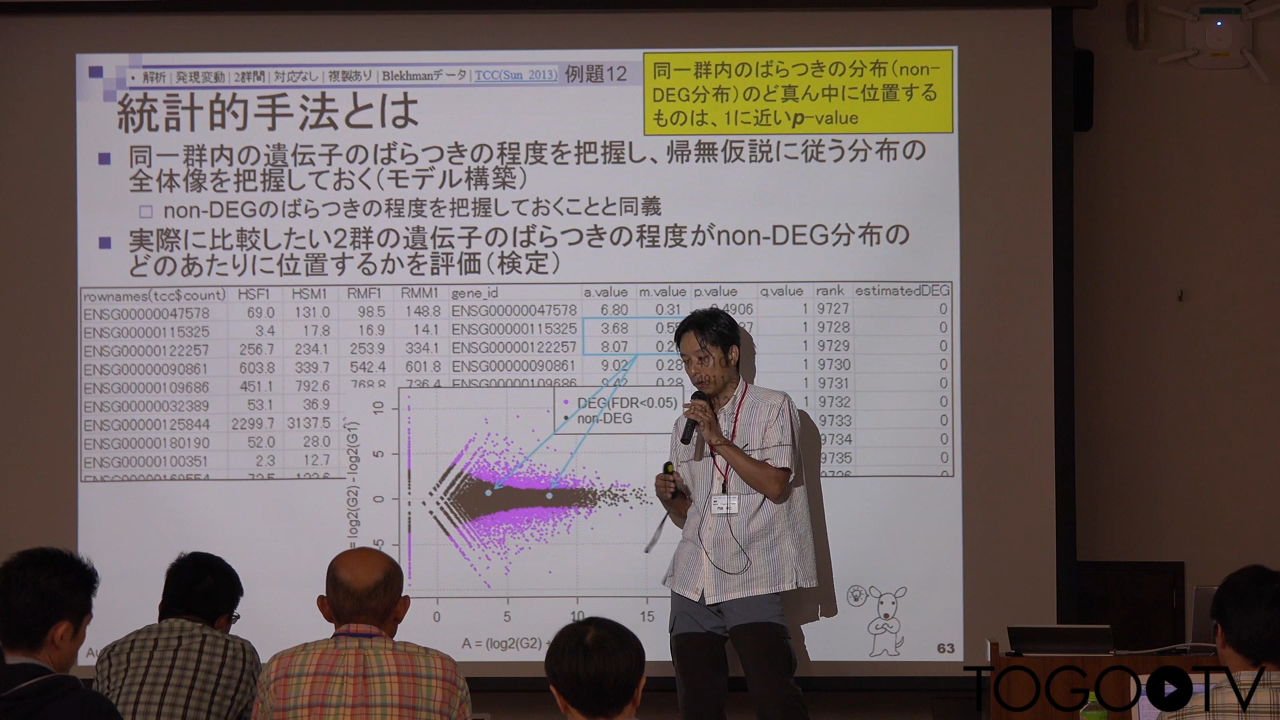 ・解析 | 発現変動 | 2群間 | 対応なし | 複製あり | Blekhmanデータ | TCC(Sun_2013) 例題12
同一群内のばらつきの分布(non-
DEG分布)のど真ん中に位置する
ものは、1に近いp-value
統計的手法とは
同一群内の遺伝子のばらつきの程度を把握し、帰無仮説に従う分布の
全体像を把握しておく(モデル構築)
non-DEGのばらつきの程度を把握しておくことと同義
実際に比較したい2群の遺伝子のばらつきの程度がnon-DEG分布の
どのあたりに位置するかを評価(検定)
rownames(tcc$count) HSF1 HSM1 RMF1 RMM1 gene_id a.value m.value p.value q.value rank estimatedDEG
ENSG00000047578 69.0 131.0 98.5 148.8 ENSG00000047578 6.80 0.31 1 9727 0
ENSG00000115325 3.4 17.8 16.9 14.1 ENSG00000115325 3.68 1 9728 0
ENSG00000122257 256.7 234.1 253.9 334.1 ENSG00000122257 8.07 1 9729 0
ENSG00000090861 603.8 339.7 542.4 601.8 ENSG00000090861 9.02 0.28 1 9730 0
ENSG00000109686 451.1 792.6 768.8 736.4 ENSG00000109686 0.28 9731 0
ENSG00000032389 53.1 36.9 9732 0
ENSG00000125844 2299.7 3137.5 9733 0
ENSG00000180190 52.0 28.0 9734 0
ENSG00000100351 2.3 12.7 9735 0
DEG(FDR<0.05)
non-DEG
= log2(G2) - log2(G1)
10
5
0
-5
0 5 10 15
A = (log2(G2) +
63
TOGO TV